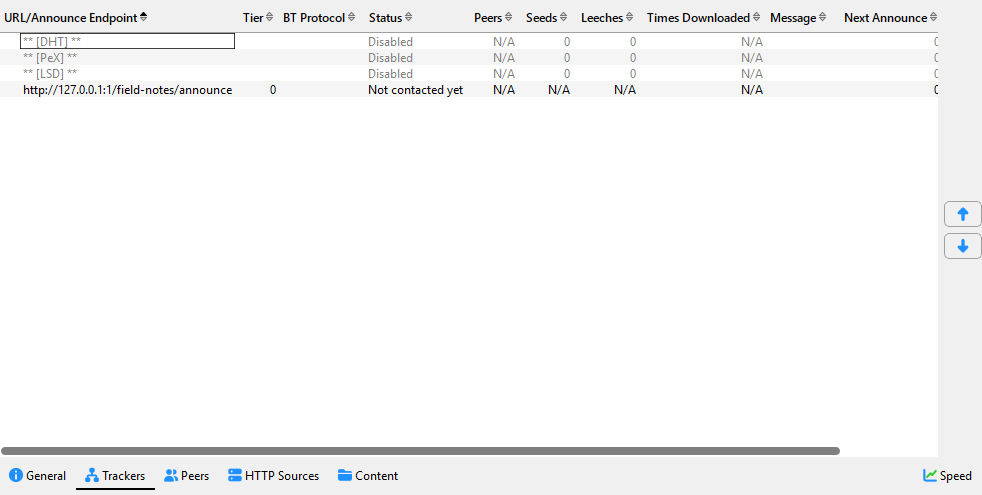 URL/Announce Endpoint Tier BT Protocol Status Peers Seeds Leeches Times Downloaded Message Next Announce
** [DHT] ** Disabled N/A 0 0 N/A 0
** [PeX] ** Disabled N/A 0 0 N/A 0
** [LSD] ** Disabled N/A 0 0 N/A 0
http://127.0.0.1:1/field-notes/announce 0 Not contacted yet N/A N/A N/A N/A 0
General Trackers Peers HTTP Sources Content Speed